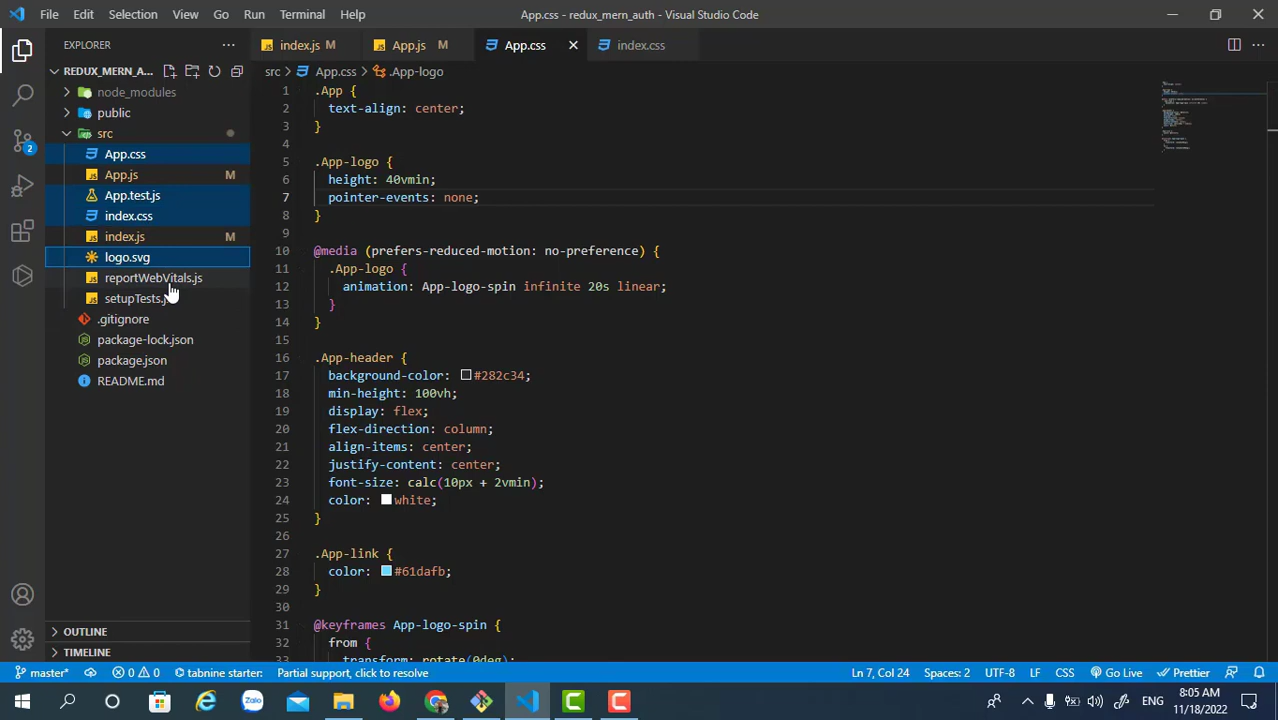 File Edit Selection View Go Run Terminal Help App.css - redux_mern_auth - Visual Studio Code
EXPLORER
index.js M App.js M App.css index.css
REDUX_MERN_A...
src > App.css > .App-logo
node_modules
public
src
App.css
App.js M
App.test.js
index.css
index.js M
logo.svg
reportWebVitals.js
setupTests.j
.gitignore
package-lock.json
package.json
README.md
OUTLINE
TIMELINE
2
1 .App {
2 text-align: center;
3 }
4
5 .App-logo {
6 height: 40vmin;
7 pointer-events: none;
8 }
9
10 @media (prefers-reduced-motion: no-preference) {
11 .App-logo {
12 animation: App-logo-spin infinite 20s linear;
13 }
14 }
15
16 .App-header {
17 background-color: #282c34;
18 min-height: 100vh;
19 display: flex;
20 flex-direction: column;
21 align-items: center;
22 justify-content: center;
23 font-size: calc(10px + 2vmin);
24 color: white;
25 }
26
27 .App-link {
28 color: #61dafb;
29 }
30
31 @keyframes App-logo-spin {
32 from {
33 transform: rotate(0deg);
master* 0 0 tabnine starter: Partial support, click to resolve Ln 7, Col 24 Spaces: 2 UTF-8 LF CSS Go Live Prettier
Zalo ENG 8:05 AM
11/18/2022